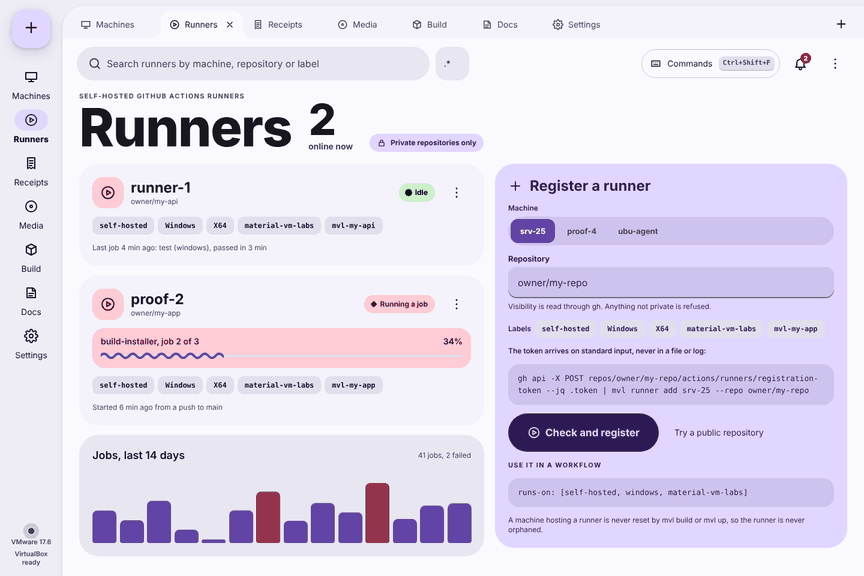 Machines
Runners
Receipts
Media
Build
Docs
Settings
Machines
Runners
Receipts
Media
Build
Docs
Settings
VMware 17.6
VirtualBox
ready
Search runners by machine, repository or label
.*
Commands Ctrl+Shift+F
2
SELF-HOSTED GITHUB ACTIONS RUNNERS
Runners
2
online now
Private repositories only
runner-1
owner/my-api
Idle
self-hosted Windows X64 material-vm-labs mvl-my-api
Last job 4 min ago: test (windows), passed in 3 min
proof-2
owner/my-app
Running a job
build-installer, job 2 of 3 34%
self-hosted Windows X64 material-vm-labs mvl-my-app
Started 6 min ago from a push to main
Jobs, last 14 days
41 jobs, 2 failed
Register a runner
Machine
srv-25 proof-4 ubu-agent
Repository
owner/my-repo
Visibility is read through gh. Anything not private is refused.
Labels self-hosted Windows X64 material-vm-labs mvl-my-app
The token arrives on standard input, never in a file or log:
gh api -X POST repos/owner/my-repo/actions/runners/registration-
token --jq .token | mvl runner add srv-25 --repo owner/my-repo
Check and register
Try a public repository
USE IT IN A WORKFLOW
runs-on: [self-hosted, windows, material-vm-labs]
A machine hosting a runner is never reset by mvl build or mvl up, so the runner is never
orphaned.